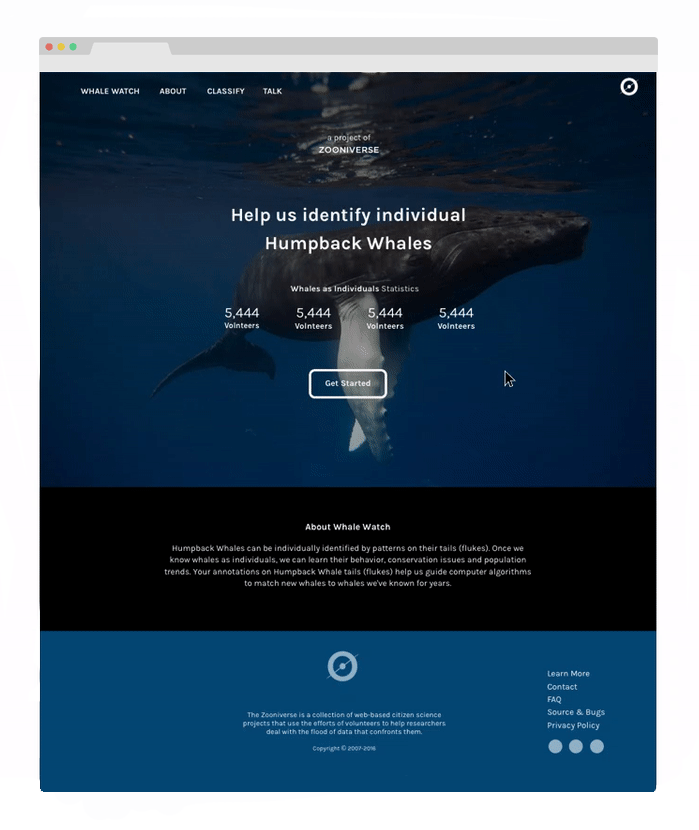 WHALE WATCH ABOUT CLASSIFY TALK
a project of
ZOONIVERSE
Help us identify individual
Humpback Whales
Whales as Individuals Statistics
5,444 5,444 5,444 5,444
Volnteers Volnteers Volnteers Volnteers
Get Started
About Whale Watch
Humpback Whales can be individually identified by patterns on their tails (flukes). Once we
know whales as individuals, we can learn their behavior, conservation issues and population
trends. Your annotations on Humpback Whale tails (flukes) help us guide computer algorithms
to match new whales to whales we've known for years.
The Zooniverse is a collection of web-based citizen science
projects that use the efforts of volunteers to help researchers
deal with the flood of data that confronts them.
Copyright © 2007-2016
Learn More
Contact
FAQ
Source & Bugs
Privacy Policy